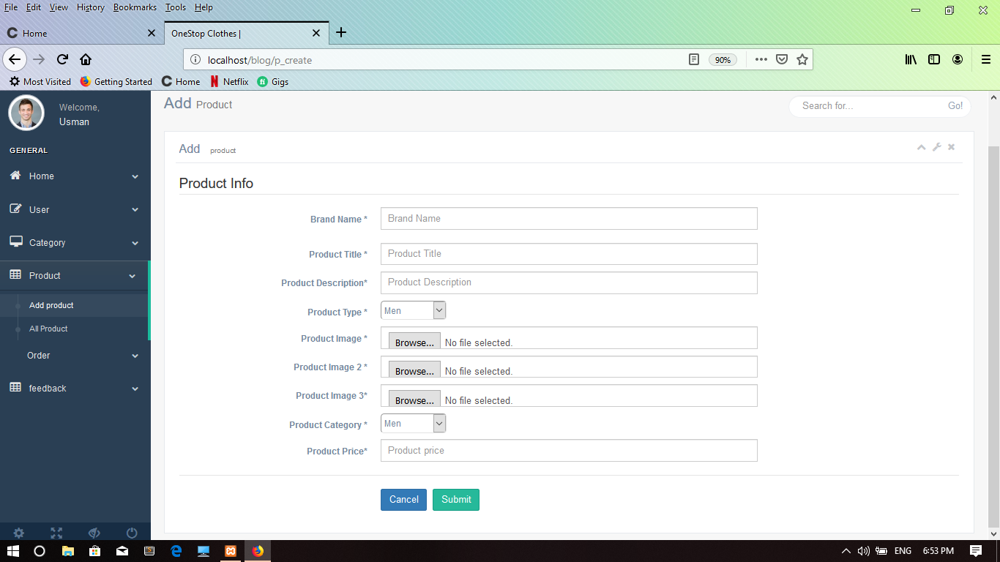 File Edit View History Bookmarks Tools Help
Home
OneStop Clothes |
localhost/blog/p_create
90%
Most Visited Getting Started Home Netflix Gigs
Welcome,
Usman
GENERAL
Home
User
Category
Product
Add product
All Product
Order
feedback
Add Product
Search for... Go!
Add product
Product Info
Brand Name * Brand Name
Product Title * Product Title
Product Description* Product Description
Product Type * Men
Product Image * Browse... No file selected.
Product Image 2 * Browse... No file selected.
Product Image 3* Browse... No file selected.
Product Category * Men
Product Price* Product price
Cancel Submit
ENG 6:53 PM